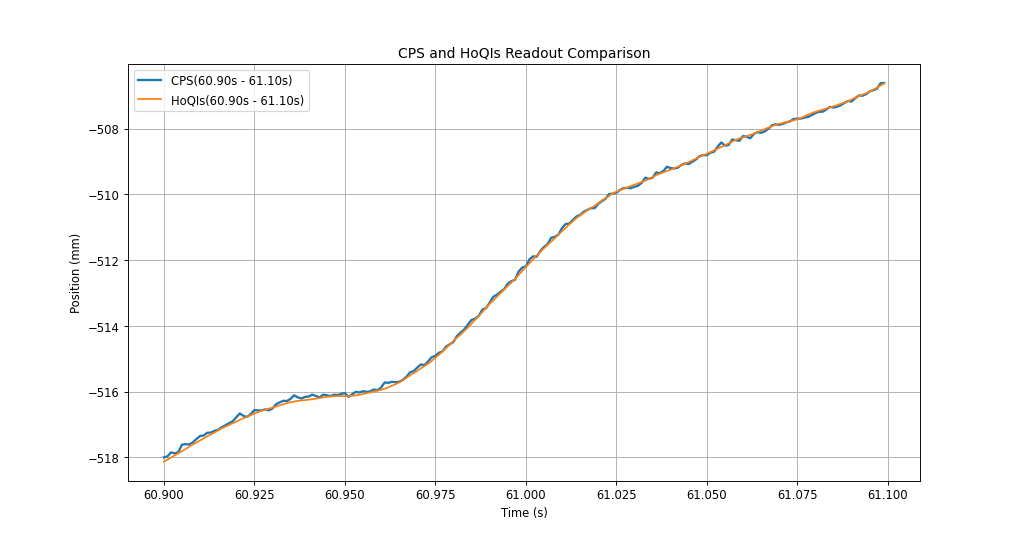 CPS and HoQIs Readout Comparison
CPS(60.90s - 61.10s)
HoQIs(60.90s - 61.10s)
Position (mm)
−508
−510
−512
−514
−516
−518
60.900 60.925 60.950 60.975 61.000 61.025 61.050 61.075 61.100
Time (s)